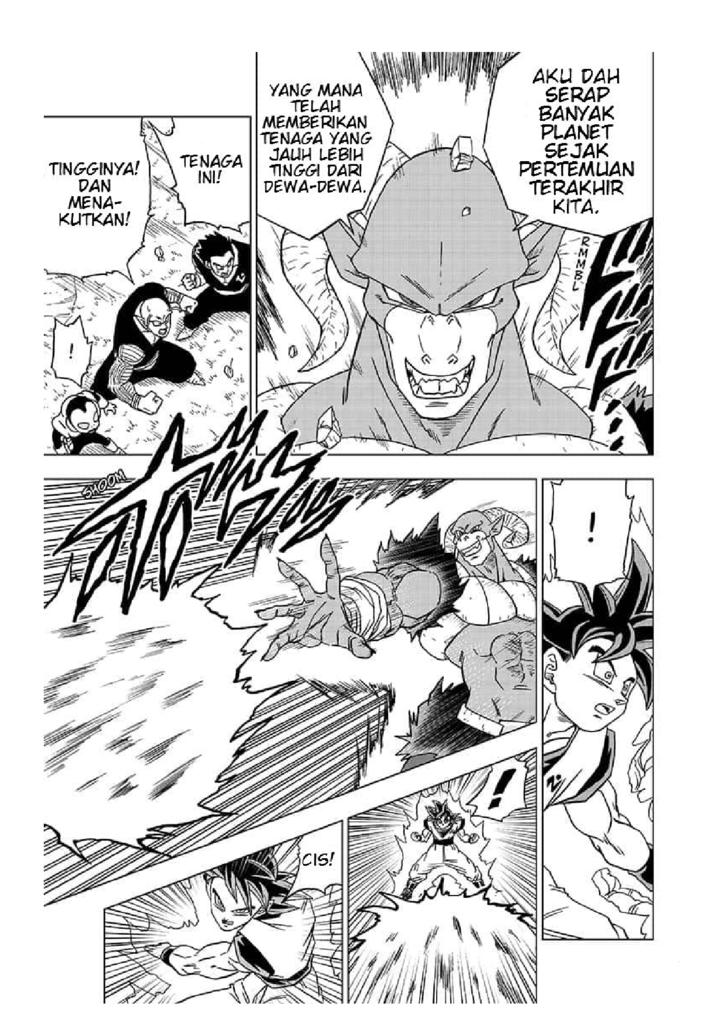 AKU DAH
SERAP
BANYAK
PLANET
SEJAK
PERTEMUAN
TERAKHIR
KITA.
YANG MANA
TELAH
MEMBERIKAN
TENAGA YANG
JAUH LEBIH
TINGGI DARI
DEWA-DEWA.
RMMBL
TENAGA
INI!
TINGGINYA!
DAN
MENA-
KUTKAN!
!
!
SHOOM
!
CIS!